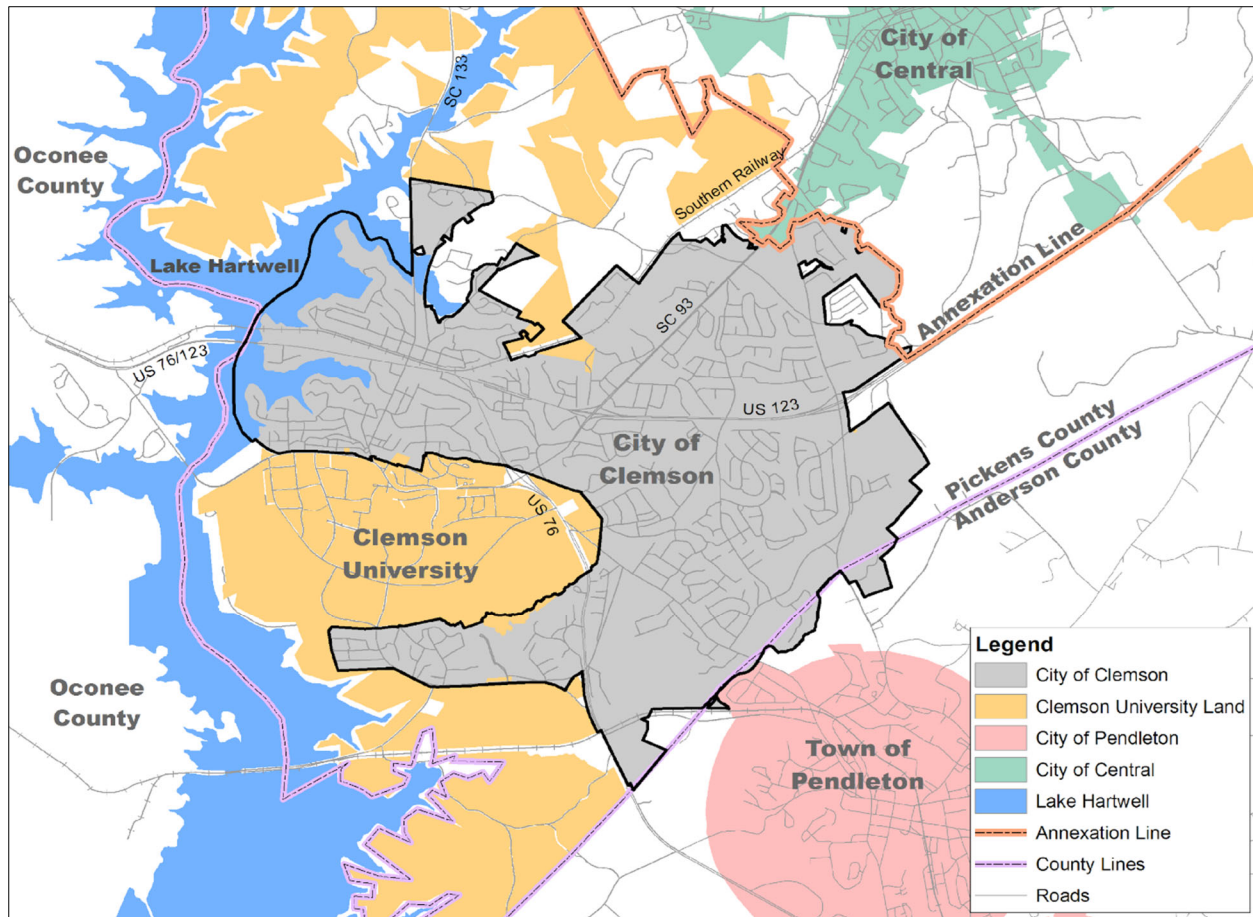 City of
Central
SC 133
Oconee
County
Southern Railway
Lake Hartwell
Annexation Line
SC 93
US 76/123
US 123
City of
Clemson
Pickens County
Anderson County
US 76
Clemson
University
Oconee
County
Town of
Pendleton
Legend
City of Clemson
Clemson University Land
City of Pendleton
City of Central
Lake Hartwell
Annexation Line
County Lines
Roads